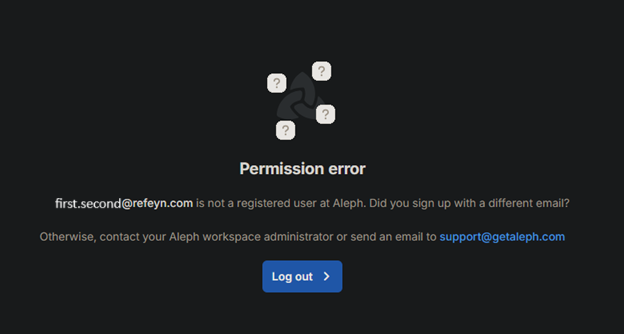 ?
?
?
?
Permission error
first.second@refeyn.com is not a registered user at Aleph. Did you sign up with a different email?
Otherwise, contact your Aleph workspace administrator or send an email to support@getaleph.com
Log out